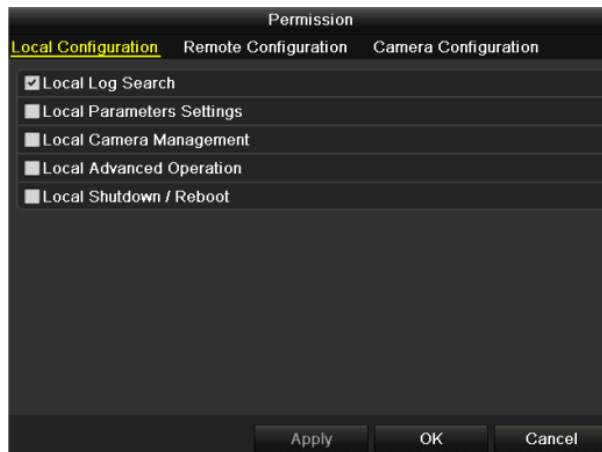 Permission
Local Configuration Remote Configuration Camera Configuration
Local Log Search
Local Parameters Settings
Local Camera Management
Local Advanced Operation
Local Shutdown / Reboot
Apply OK Cancel